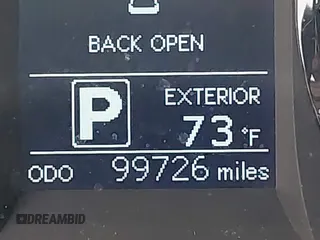 BACK OPEN
P
EXTERIOR
73 °F
ODO 99726 miles
DREAMBID